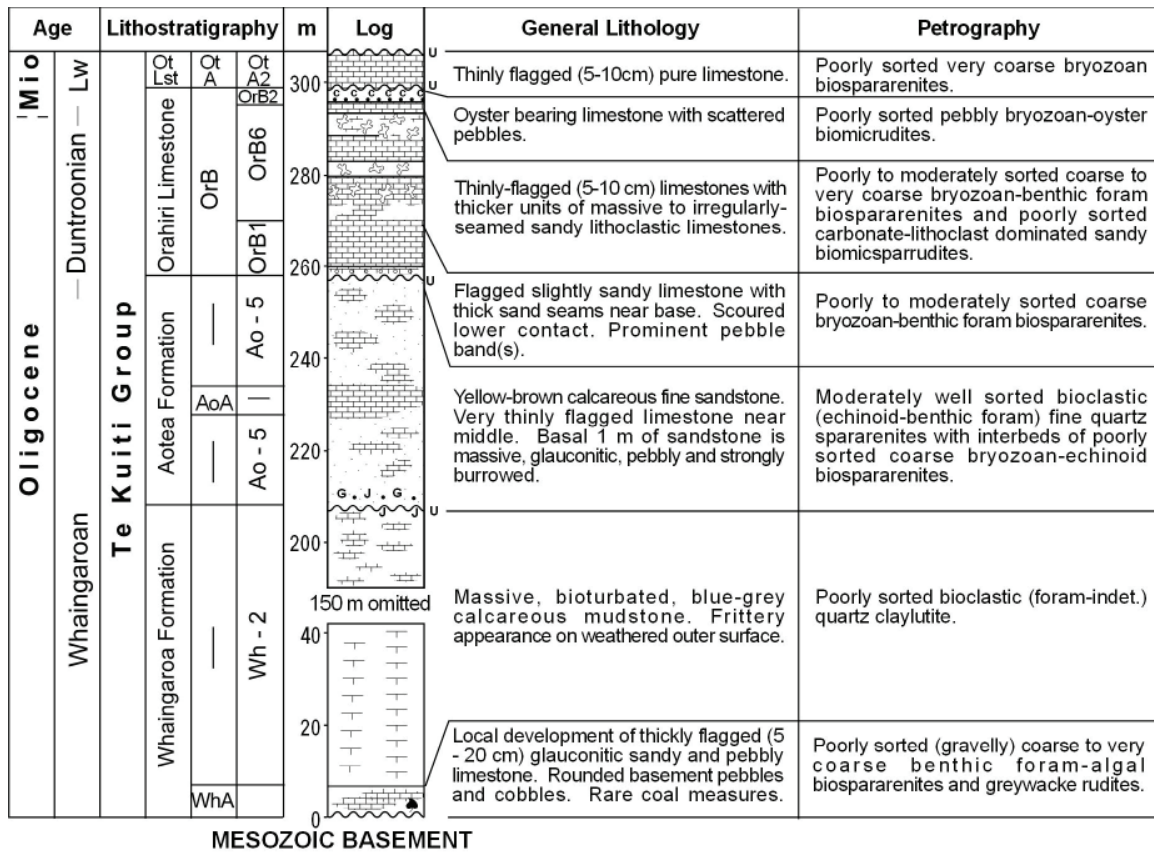 Age
Lithostratigraphy
m
Log
General Lithology
Petrography
Mio
Oligocene
Lw
Duntroonian
Whaingaroan
Te Kuiti Group
Ot
Lst
Ot
A
Ot
A2
OrB2
Orahiri Limestone
OrB
OrB6
OrB1
Aotea Formation
Ao - 5
AoA
Ao - 5
Whaingaroa Formation
Wh - 2
WhA
300
280
260
240
220
200
40
20
0
U
U
C C C C C C
U
G . J . G .
J J U
150 m omitted
Thinly flagged (5-10cm) pure limestone.
Poorly sorted very coarse bryozoan
biosparenites.
Oyster bearing limestone with scattered
pebbles.
Poorly sorted pebbly bryozoan-oyster
biomicrudites.
Thinly-flagged (5-10 cm) limestones with
thicker units of massive to irregularly-
seamed sandy lithoclastic limestones.
Poorly to moderately sorted coarse to
very coarse bryozoan-benthic foram
biospararenites and poorly sorted
carbonate-lithoclast dominated sandy
biomicsparrudites.
Flagged slightly sandy limestone with
thick sand seams near base. Scoured
lower contact. Prominent pebble
band(s).
Poorly to moderately sorted coarse
bryozoan-benthic foram biospararenites.
Yellow-brown calcareous fine sandstone.
Very thinly flagged limestone near
middle. Basal 1 m of sandstone is
massive, glauconitic, pebbly and strongly
burrowed.
Moderately well sorted bioclastic
(echinoid-benthic foram) fine quartz
spararenites with interbeds of poorly
sorted coarse bryozoan-echinoid
biospararenites.
Massive, bioturbated, blue-grey
calcareous mudstone. Frittery
appearance on weathered outer surface.
Poorly sorted bioclastic (foram-indet.)
quartz claylutite.
Local development of thickly flagged (5
- 20 cm) glauconitic sandy and pebbly
limestone. Rounded basement pebbles
and cobbles. Rare coal measures.
Poorly sorted (gravelly) coarse to very
coarse benthic foram-algal
biospararenites and greywacke rudites.
MESOZOIC BASEMENT